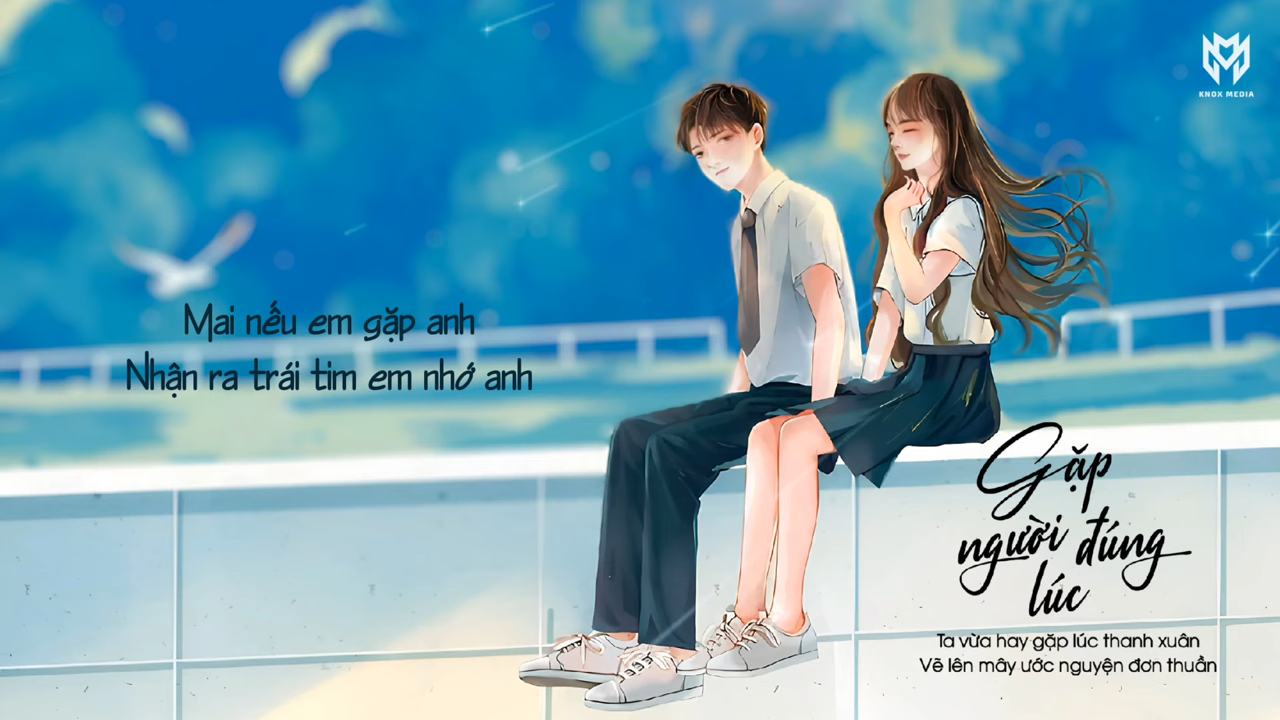 KNOX MEDIA
Mai nếu em gặp anh
Nhận ra trái tim em nhớ anh
Gặp
người đúng
lúc
Ta vừa hay gặp lúc thanh xuân
Vẽ lên mây ước nguyện đơn thuần